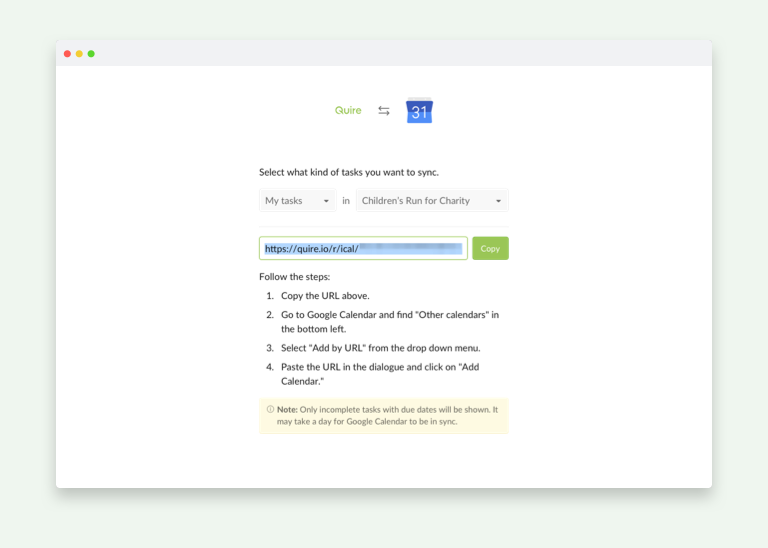 Quire
31
Select what kind of tasks you want to sync.
My tasks in Children's Run for Charity
https://quire.io/r/ical/
Copy
Follow the steps:
1. Copy the URL above.
2. Go to Google Calendar and find "Other calendars" in
the bottom left.
3. Select "Add by URL" from the drop down menu.
4. Paste the URL in the dialogue and click on "Add
Calendar."
Note: Only incomplete tasks with due dates will be shown. It
may take a day for Google Calendar to be in sync.